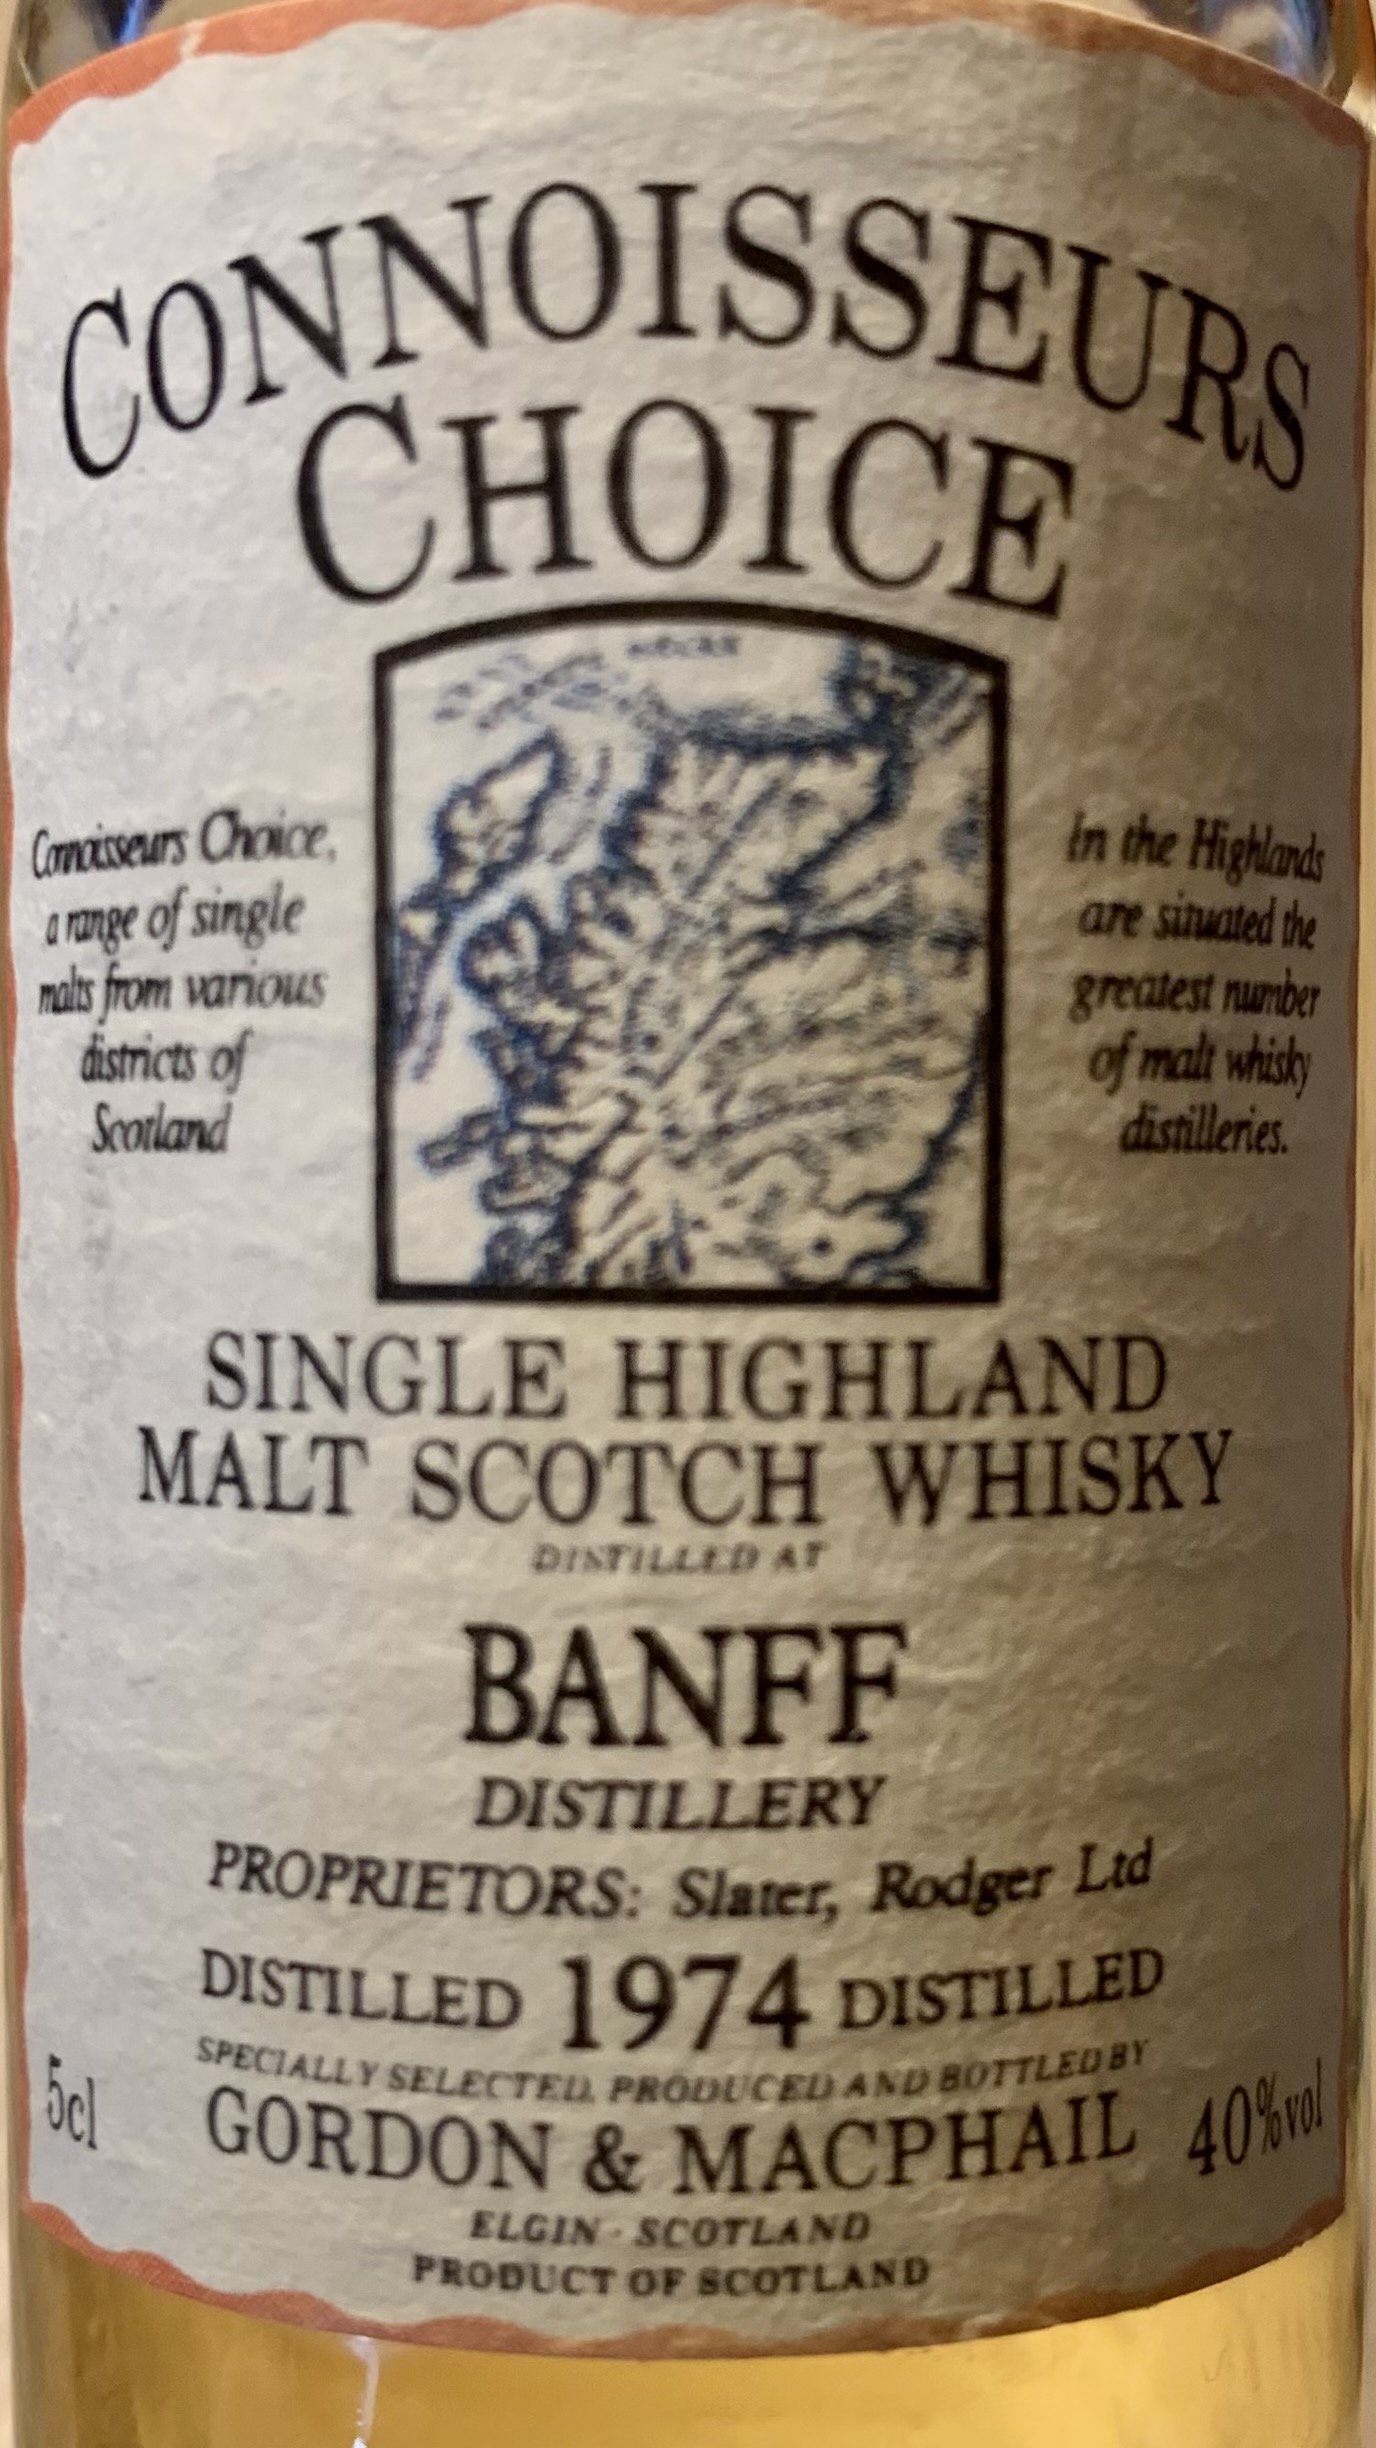 CONNOISSEURS
CHOICE
Connoisseurs Choice,
a range of single
malts from various
districts of
Scotland
In the Highlands
are situated the
greatest number
of malt whisky
distilleries.
SINGLE HIGHLAND
MALT SCOTCH WHISKY
DISTILLED AT
BANFF
DISTILLERY
PROPRIETORS: Slater, Rodger Ltd
DISTILLED 1974 DISTILLED
SPECIALLY SELECTED, PRODUCED AND BOTTLED BY
5cl GORDON & MACPHAIL 40%vol
ELGIN · SCOTLAND
PRODUCT OF SCOTLAND